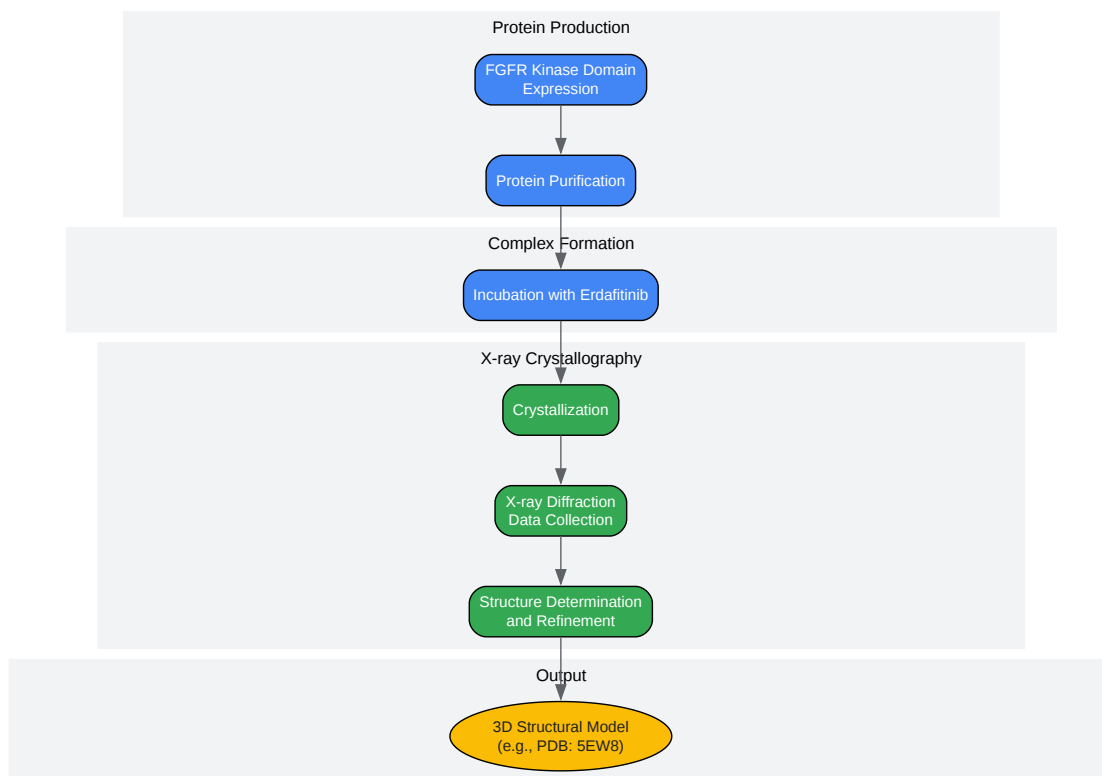 Protein Production
FGFR Kinase Domain
Expression
Protein Purification
Complex Formation
Incubation with Erdafitinib
X-ray Crystallography
Crystallization
X-ray Diffraction
Data Collection
Structure Determination
and Refinement
Output
3D Structural Model
(e.g., PDB: 5EW8)